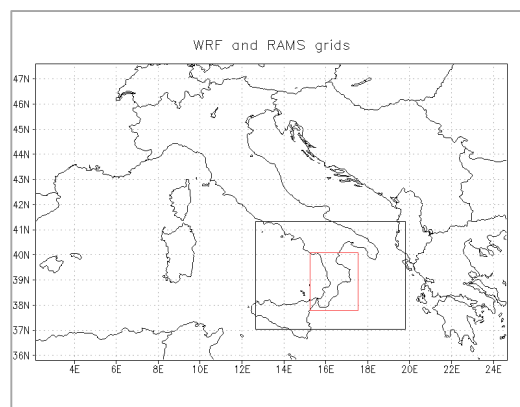 WRF and RAMS grids
47N
46N
45N
44N
43N
42N
41N
40N
39N
38N
37N
36N
4E 6E 8E 10E 12E 14E 16E 18E 20E 22E 24E